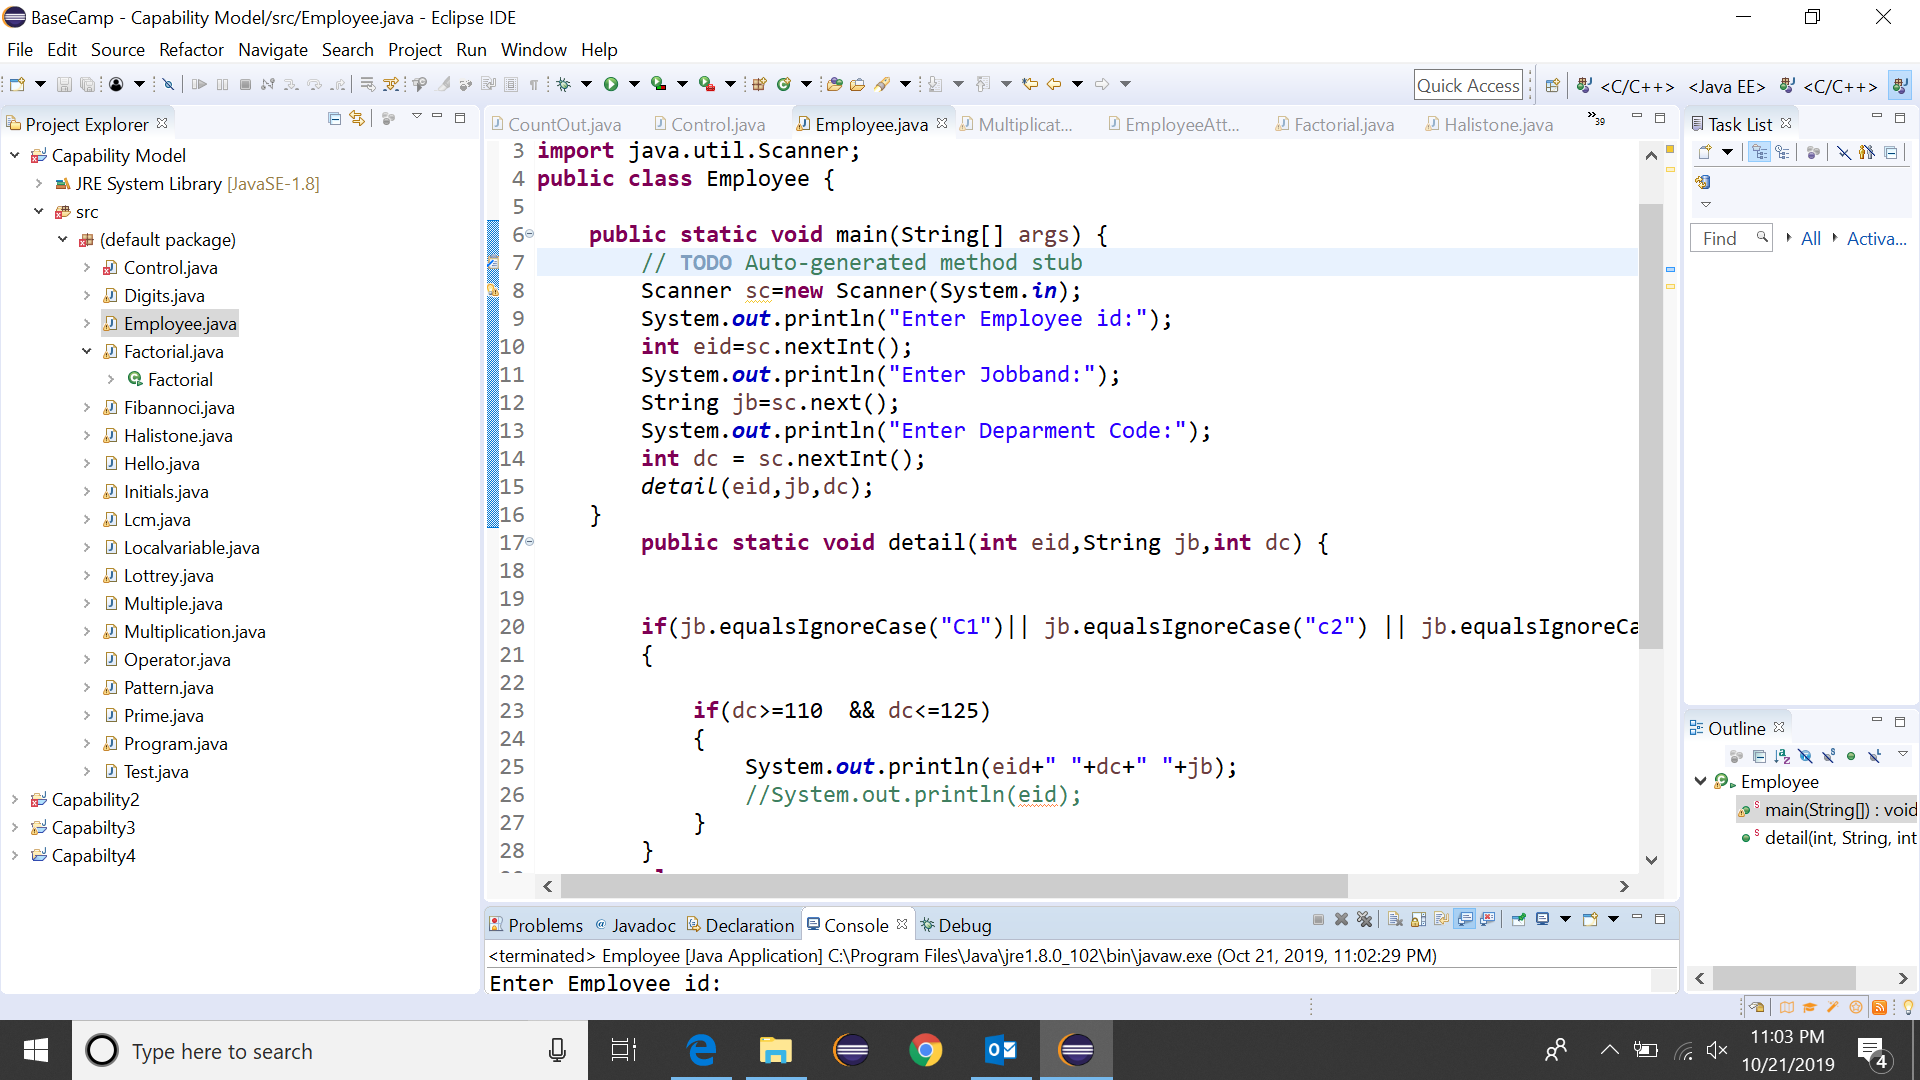 BaseCamp - Capability Model/src/Employee.java - Eclipse IDE
File Edit Source Refactor Navigate Search Project Run Window Help
Quick Access
<C/C++> <Java EE> <C/C++>
Project Explorer
Capability Model
JRE System Library [JavaSE-1.8]
src
(default package)
Control.java
Digits.java
Employee.java
Factorial.java
Factorial
Fibannoci.java
Halistone.java
Hello.java
Initials.java
Lcm.java
Localvariable.java
Lottrey.java
Multiple.java
Multiplication.java
Operator.java
Pattern.java
Prime.java
Program.java
Test.java
Capability2
Capabilty3
Capabilty4
CountOut.java Control.java Employee.java Multiplicat... EmployeeAtt... Factorial.java Halistone.java »39
3 import java.util.Scanner;
4 public class Employee {
5
6 public static void main(String[] args) {
7 // TODO Auto-generated method stub
8 Scanner sc=new Scanner(System.in);
9 System.out.println("Enter Employee id:");
10 int eid=sc.nextInt();
11 System.out.println("Enter Jobband:");
12 String jb=sc.next();
13 System.out.println("Enter Deparment Code:");
14 int dc = sc.nextInt();
15 detail(eid,jb,dc);
16 }
17 public static void detail(int eid,String jb,int dc) {
18
19
20 if(jb.equalsIgnoreCase("C1")|| jb.equalsIgnoreCase("c2") || jb.equalsIgnoreCa
21 {
22
23 if(dc>=110 && dc<=125)
24 {
25 System.out.println(eid+" "+dc+" "+jb);
26 //System.out.println(eid);
27 }
28 }
Problems Javadoc Declaration Console Debug
<terminated> Employee [Java Application] C:\Program Files\Java\jre1.8.0_102\bin\javaw.exe (Oct 21, 2019, 11:02:29 PM)
Enter Employee id:
Task List
Find All Activa...
Outline
Employee
main(String[]) : void
detail(int, String, int
Type here to search
11:03 PM
10/21/2019
4